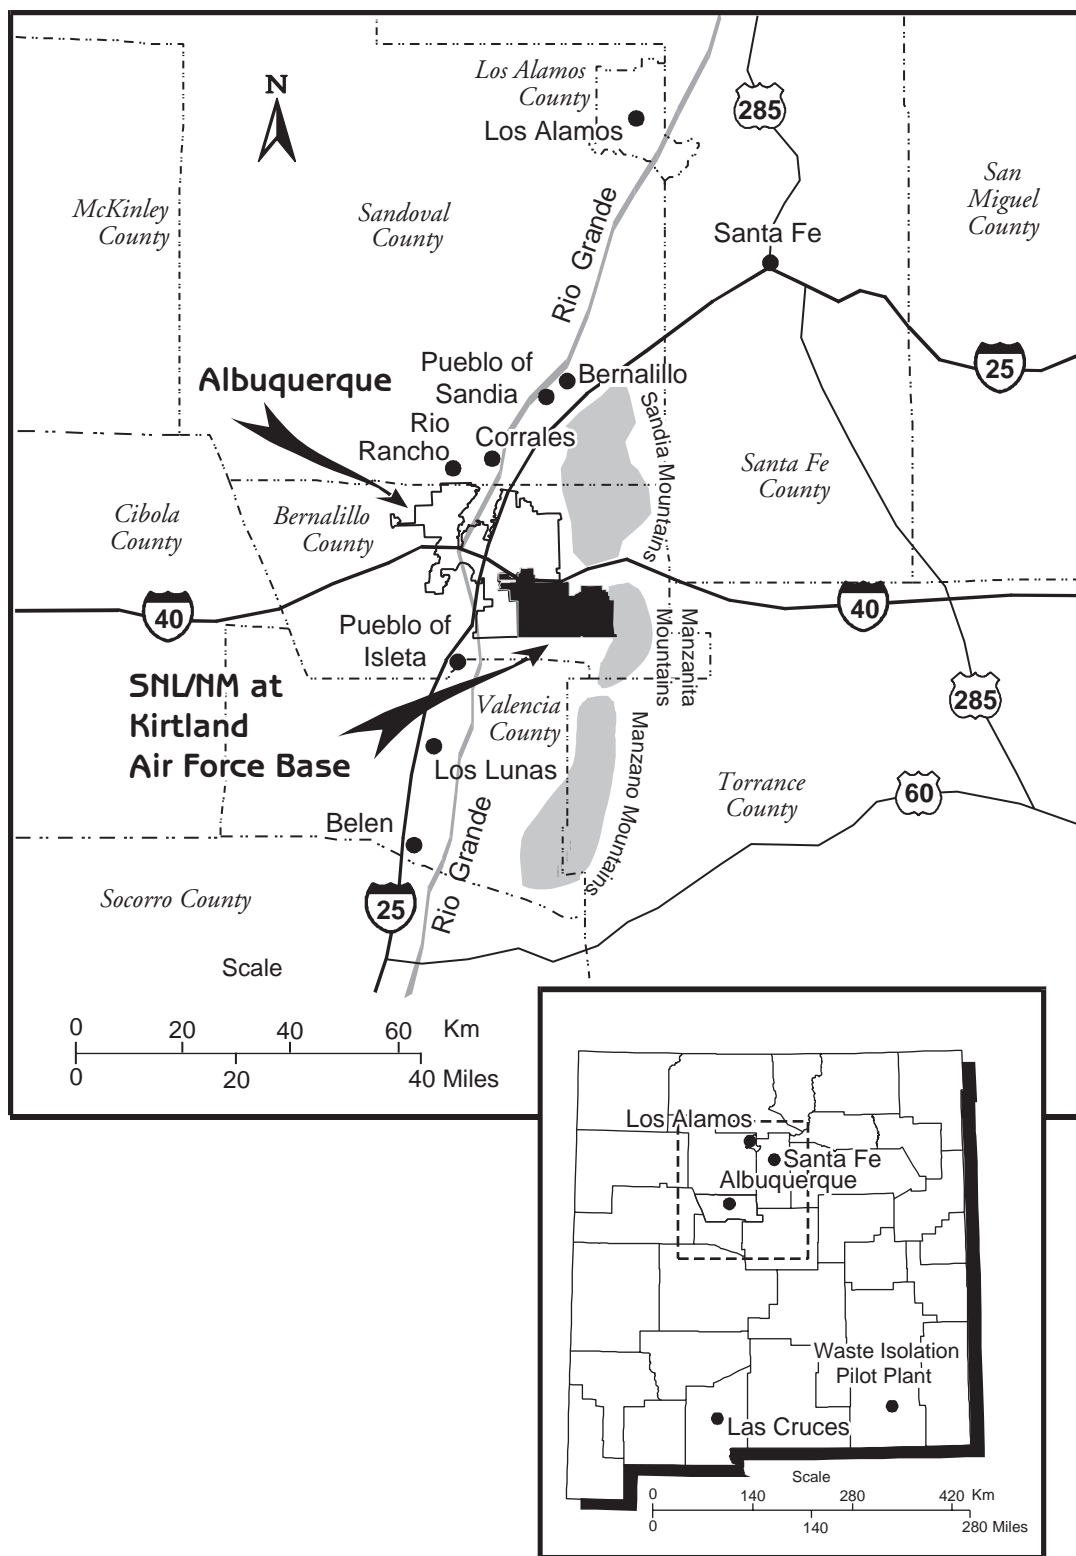 N
Los Alamos
County
Los Alamos
285
McKinley
County
Sandoval
County
San
Miguel
County
Rio Grande
Santa Fe
25
Albuquerque
Pueblo of
Sandia
Bernalillo
Rio
Rancho
Corrales
Sandia Mountains
Santa Fe
County
Cibola
County
Bernalillo
County
40
40
Pueblo of
Isleta
Manzanita
Mountains
SNL/NM at
Kirtland
Air Force Base
Valencia
County
285
Los Lunas
Manzano Mountains
Torrance
County
60
Belen
Rio Grande
Socorro County
25
Scale
0 20 40 60 Km
0 20 40 Miles
Los Alamos
Santa Fe
Albuquerque
Waste Isolation
Pilot Plant
Las Cruces
Scale
0 140 280 420 Km
0 140 280 Miles